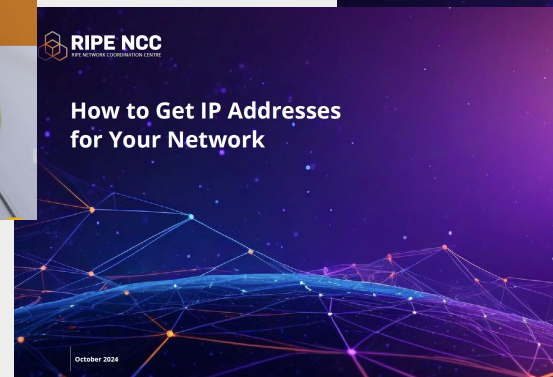 RIPE NCC
RIPE NETWORK COORDINATION CENTRE
How to Get IP Addresses
for Your Network
October 2024